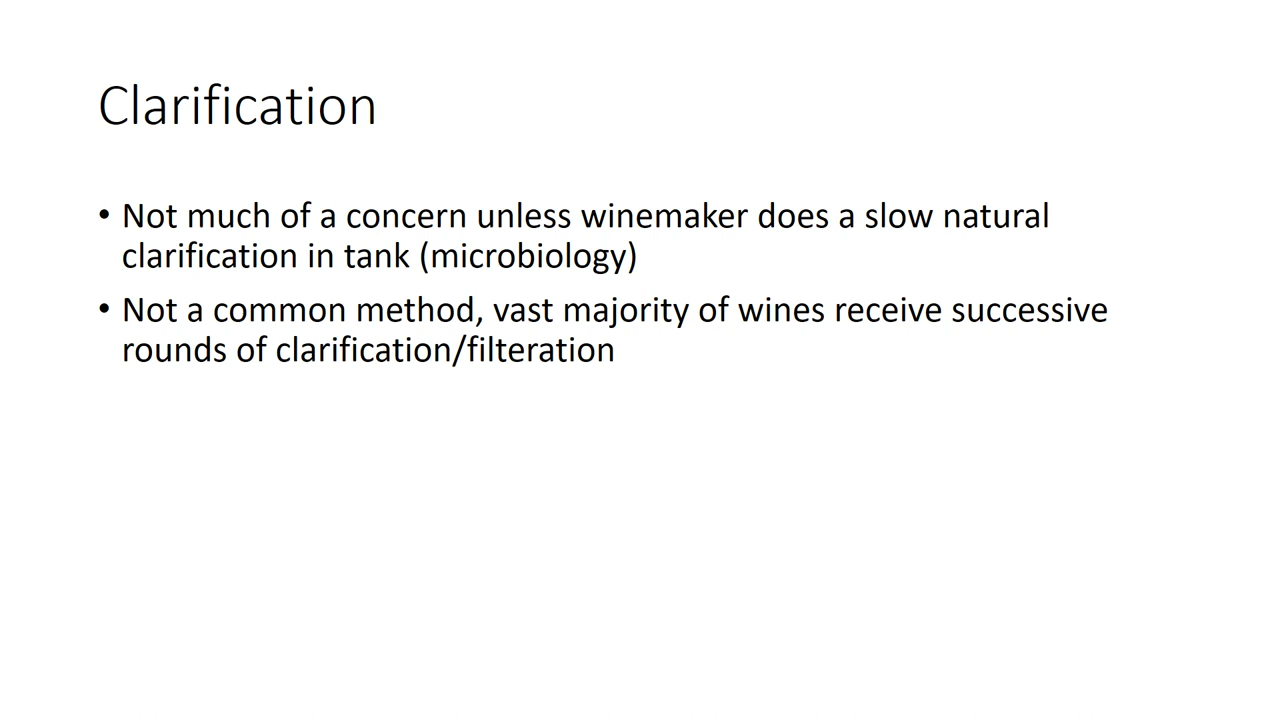 Clarification
• Not much of a concern unless winemaker does a slow natural
clarification in tank (microbiology)
• Not a common method, vast majority of wines receive successive
rounds of clarification/filteration